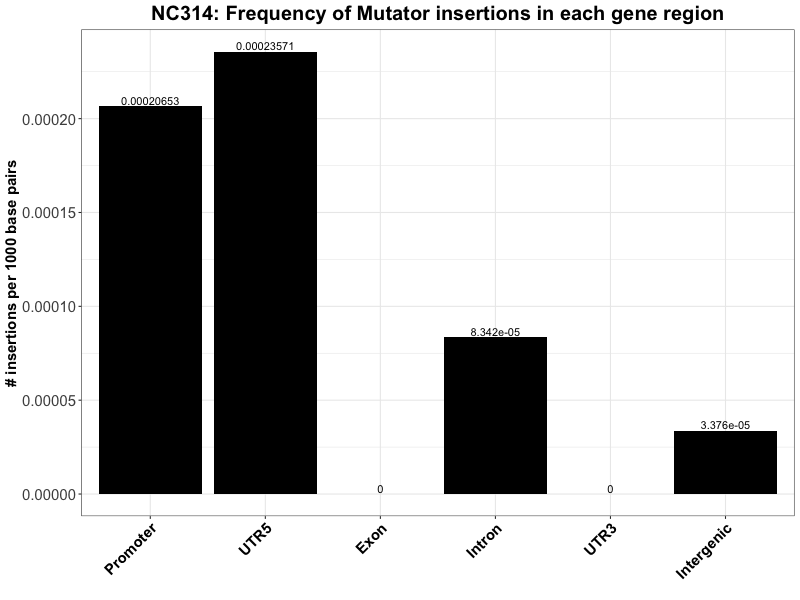 NC314: Frequency of Mutator insertions in each gene region
# insertions per 1000 base pairs
0.00020
0.00015
0.00010
0.00005
0.00000
0.00020653
0.00023571
0
8.342e-05
0
3.376e-05
Promoter
UTR5
Exon
Intron
UTR3
Intergenic